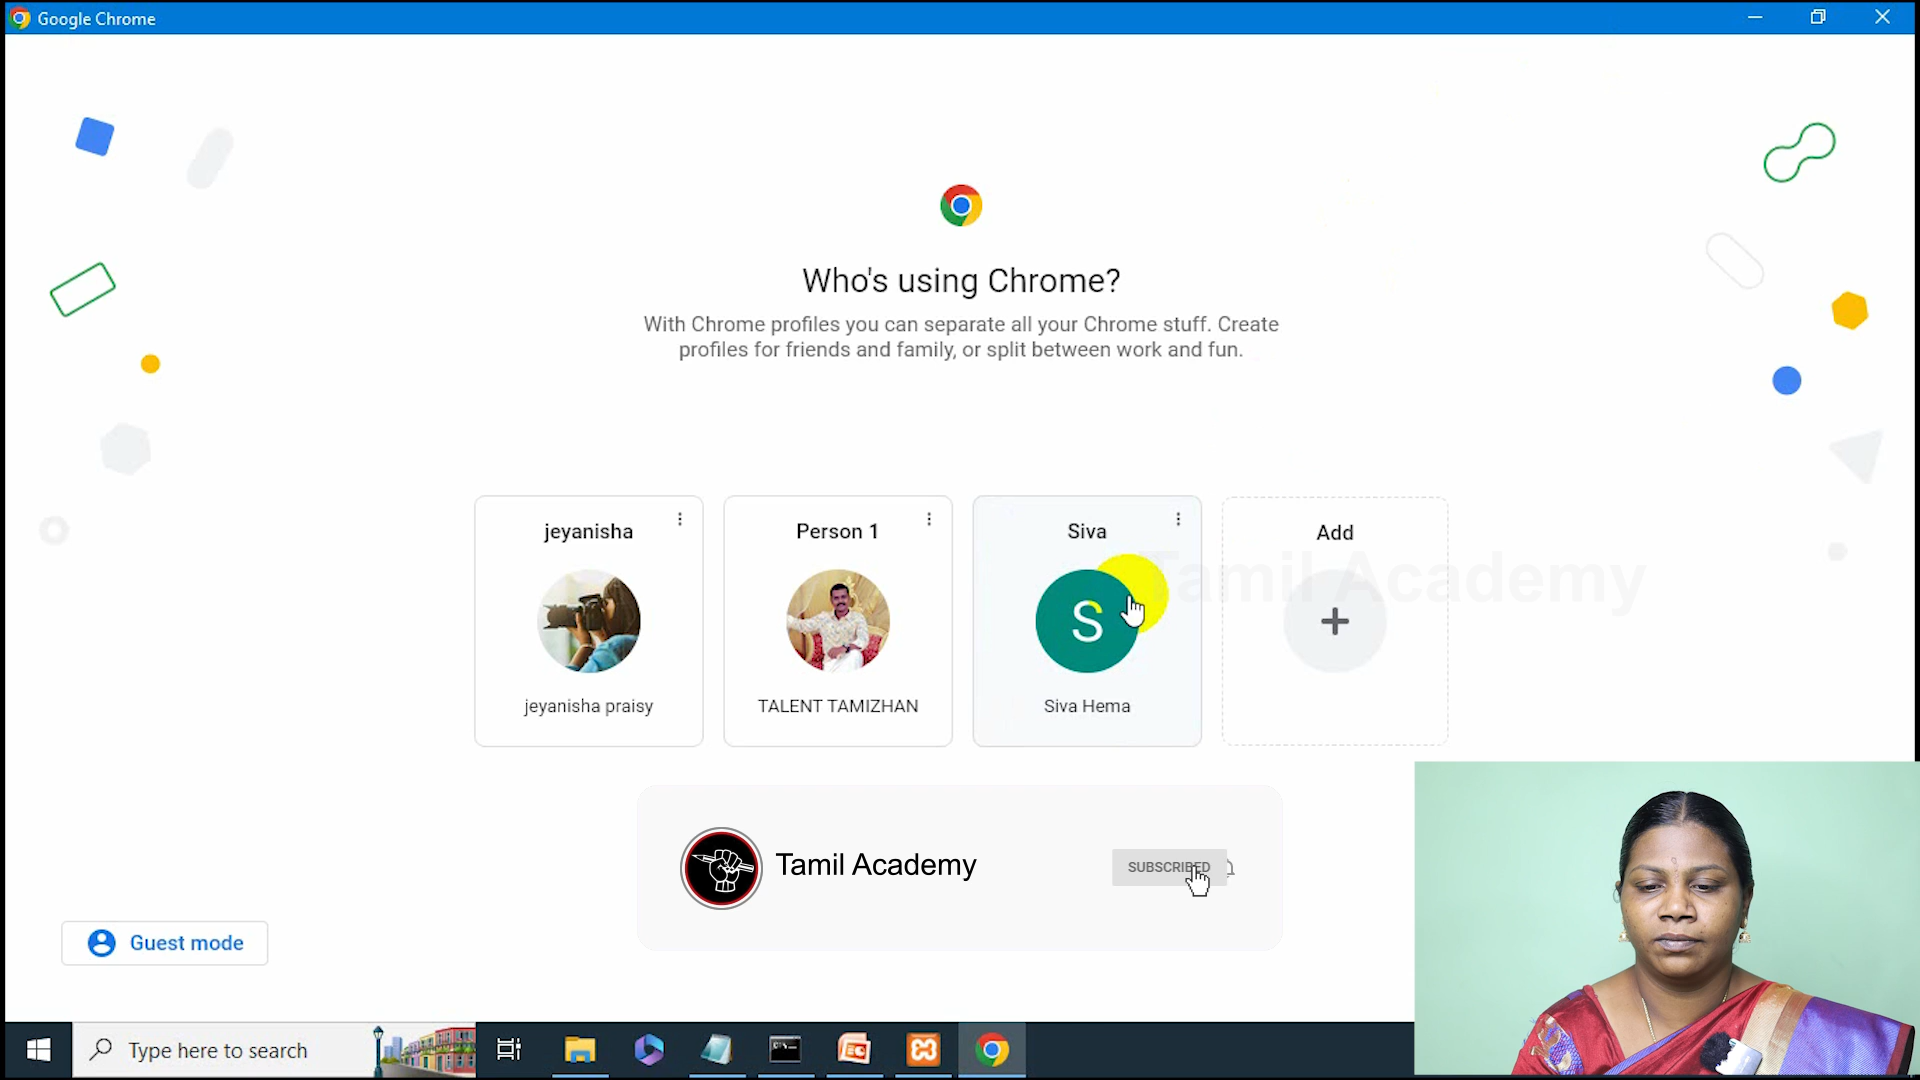 Google Chrome
Who's using Chrome?
With Chrome profiles you can separate all your Chrome stuff. Create
profiles for friends and family, or split between work and fun.
jeyanisha
Person 1
Siva
Add
Tamil Academy
S
jeyanisha praisy
TALENT TAMIZHAN
Siva Hema
Tamil Academy
SUBSCRIBED
Guest mode
Type here to search